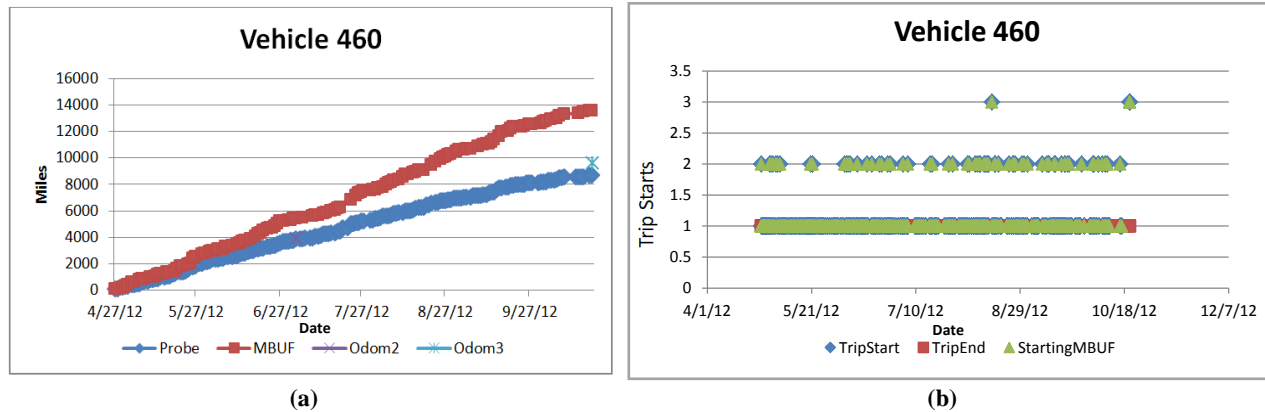 Vehicle 460
Miles
16000
14000
12000
10000
8000
6000
4000
2000
0
4/27/12 5/27/12 6/27/12 7/27/12 8/27/12 9/27/12
Date
Probe MBUF Odom2 Odom3
(a)
Vehicle 460
Trip Starts
3.5
3
2.5
2
1.5
1
0.5
0
4/1/12 5/21/12 7/10/12 8/29/12 10/18/12 12/7/12
Date
TripStart TripEnd StartingMBUF
(b)